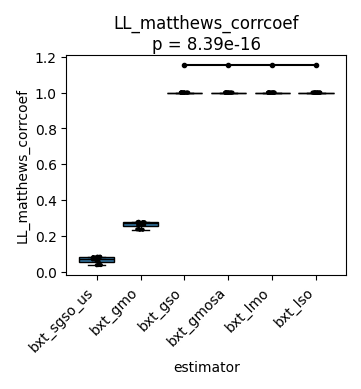 LL_matthews_corrcoef
p = 8.39e-16
LL_matthews_corrcoef
1.2
1.0
0.8
0.6
0.4
0.2
0.0
bxt_sgso_us
bxt_gmo
bxt_gso
bxt_gmosa
bxt_lmo
bxt_lso
estimator